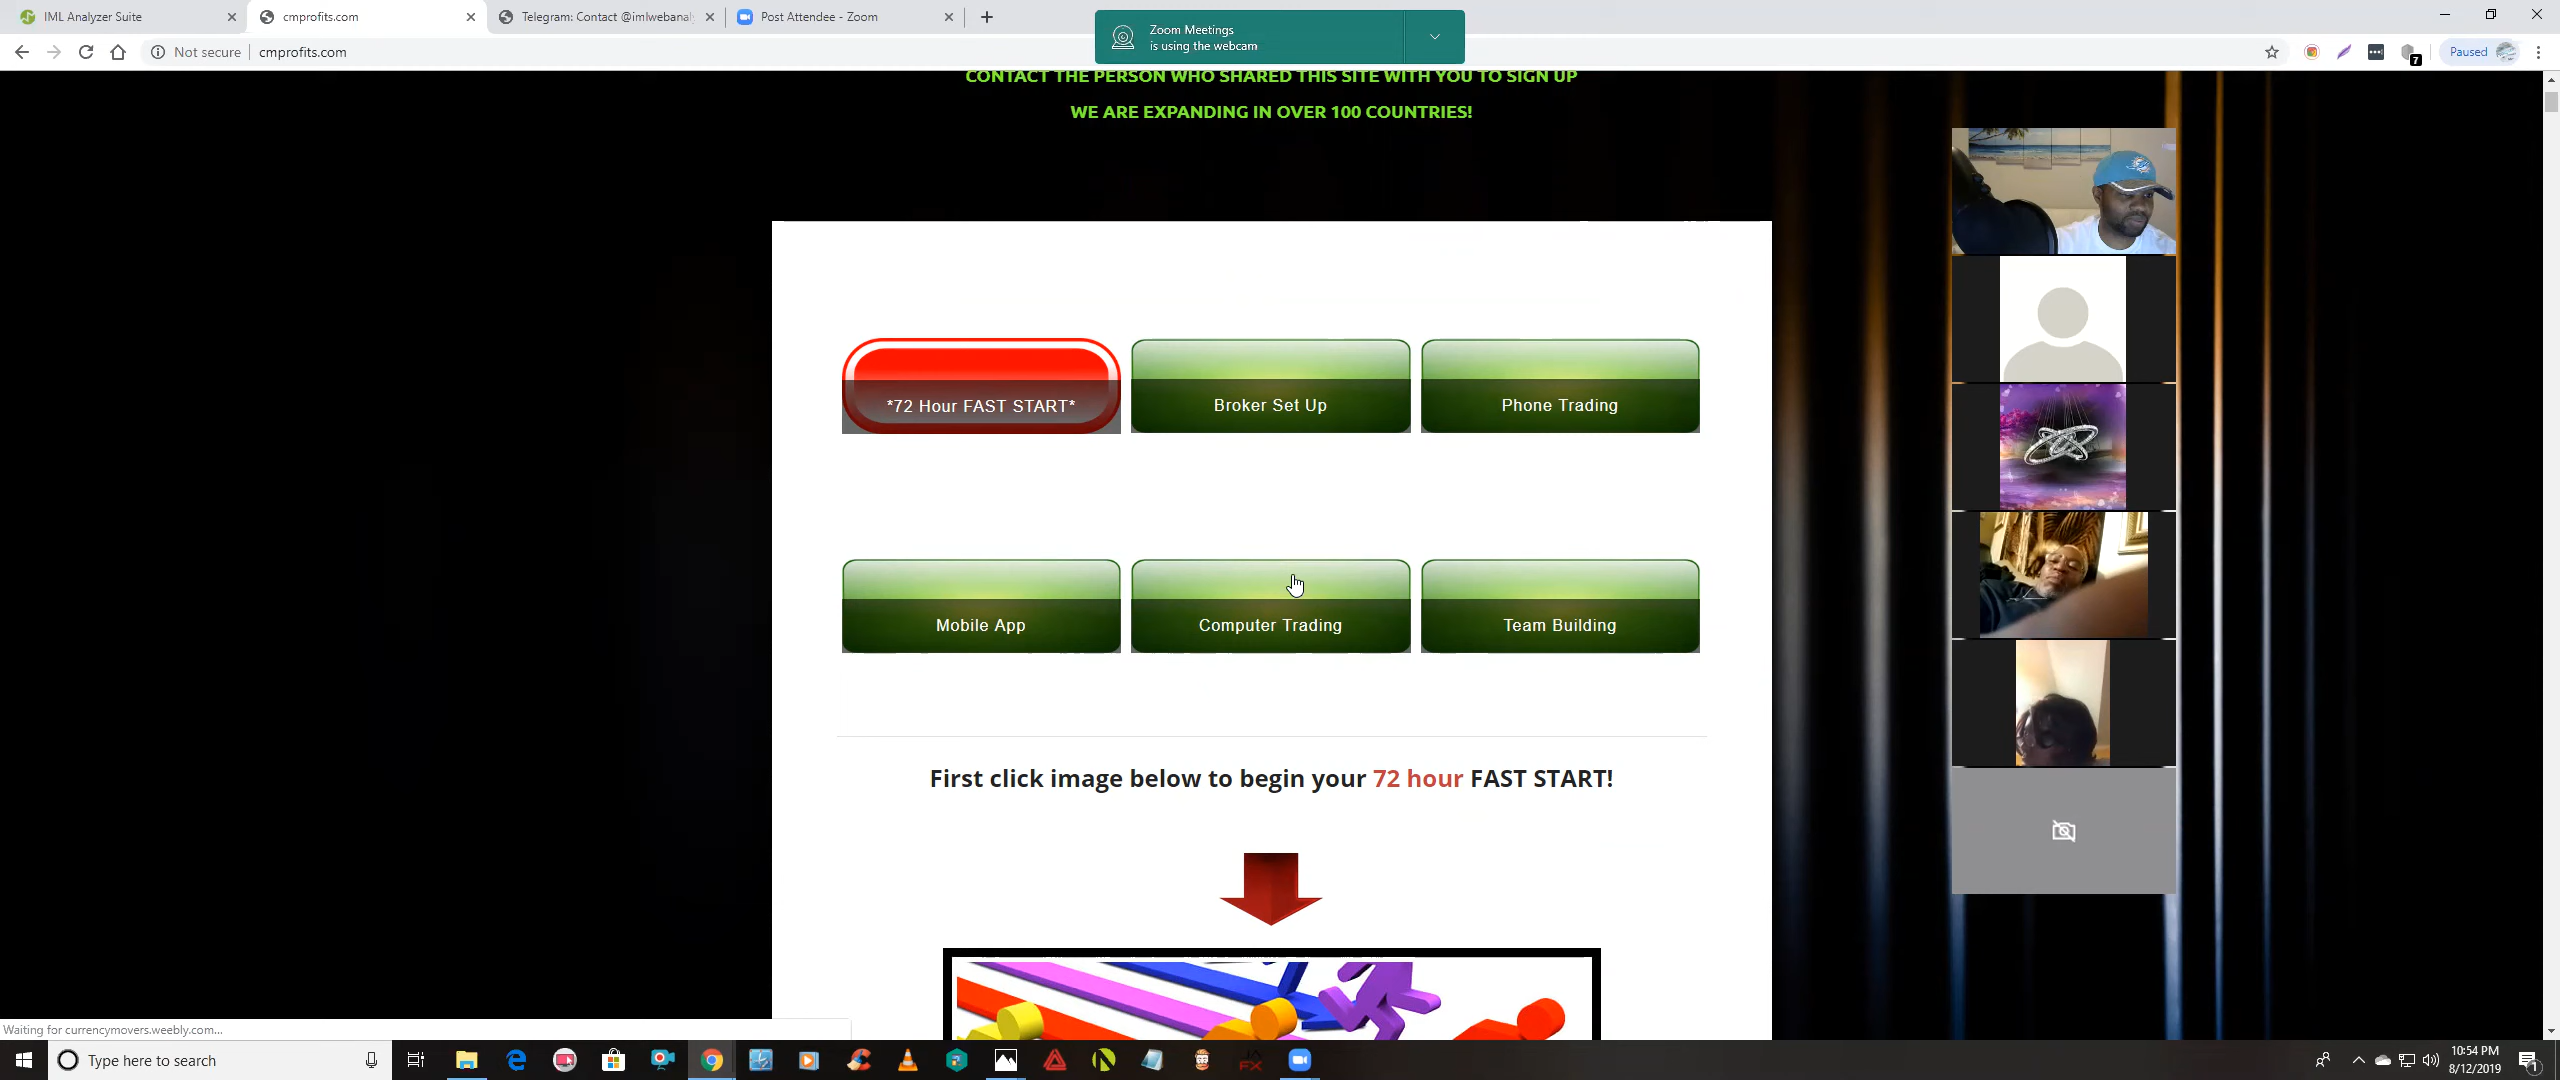 IML Analyzer Suite
cmprofits.com
Telegram: Contact @imlwebanal
Post Attendee - Zoom
Zoom Meetings
is using the webcam
Not secure
cmprofits.com
7
Paused
CONTACT THE PERSON WHO SHARED THIS SITE WITH YOU TO SIGN UP
WE ARE EXPANDING IN OVER 100 COUNTRIES!
*72 Hour FAST START*
Broker Set Up
Phone Trading
Mobile App
Computer Trading
Team Building
First click image below to begin your 72 hour FAST START!
Waiting for currencymovers.weebly.com...
Type here to search
FX
10:54 PM
8/12/2019
1